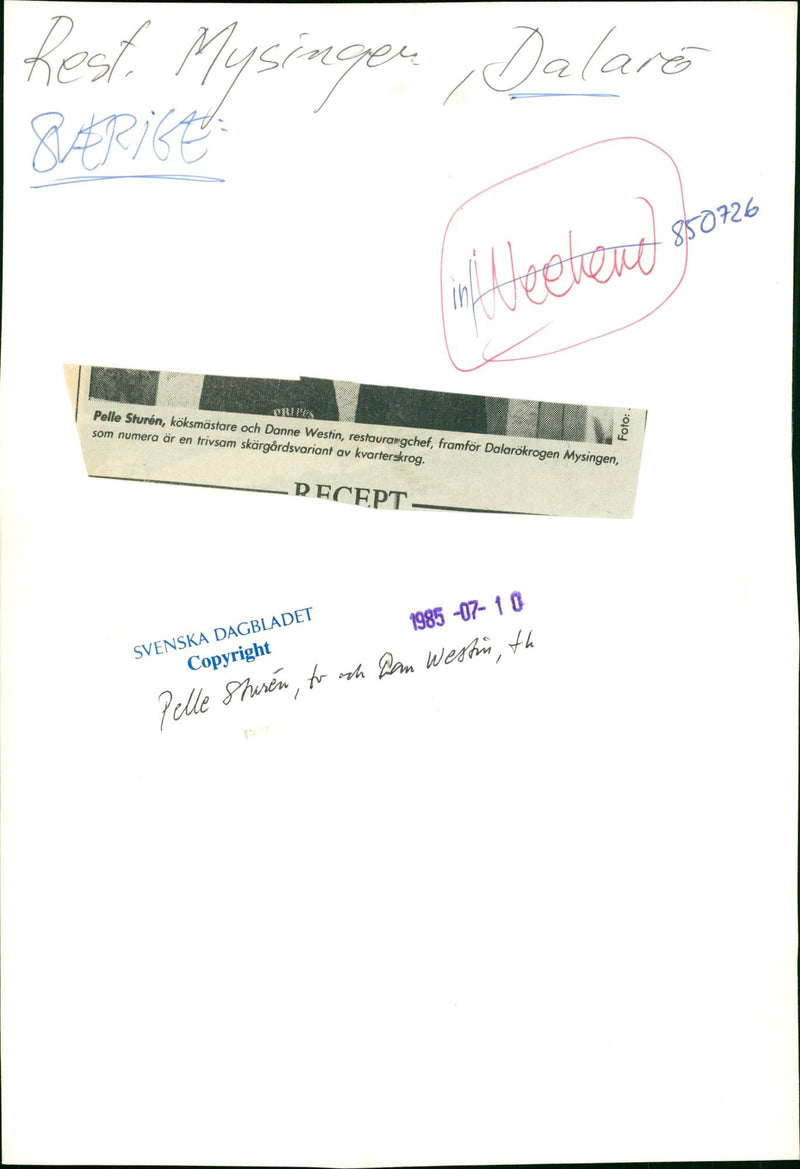 Rest. Mysingen, Dalarö
SVERIGE:
inf Weekend 850726
PRIPPS
Foto:
Pelle Sturén, köksmästare och Danne Westin, restaurangchef, framför Dalarökrogen Mysingen,
som numera är en trivsam skärgårdsvariant av kvarterskrog.
RECEPT
SVENSKA DAGBLADET
Copyright
1985-07-10
Pelle Sturén, tv och Dan Westin, th